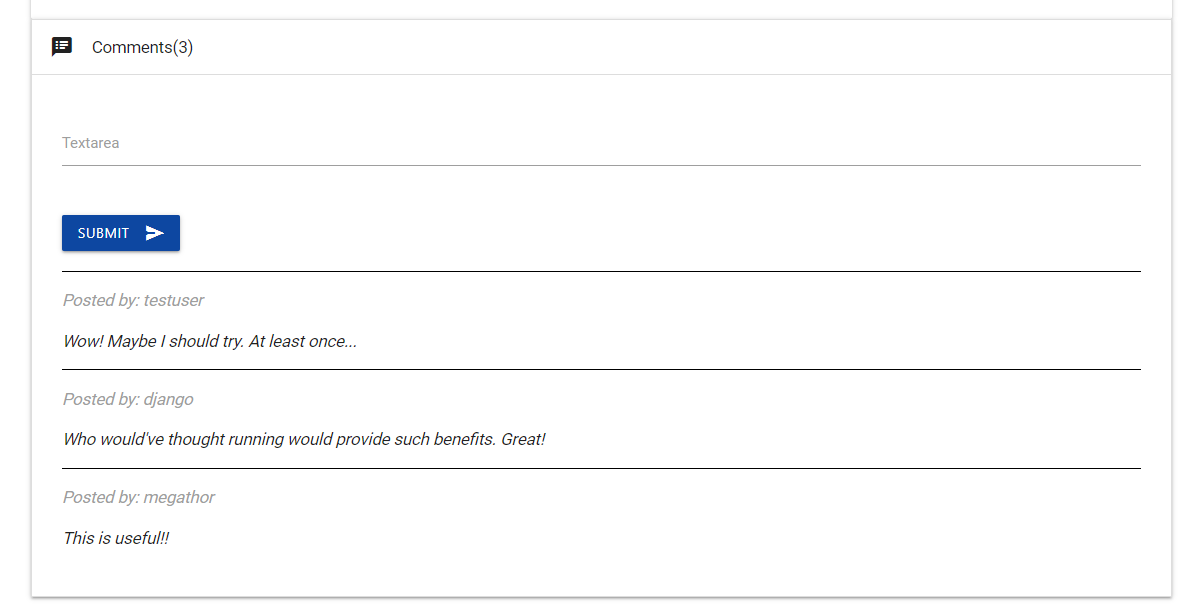 Comments(3)
Textarea
SUBMIT
Posted by: testuser
Wow! Maybe I should try. At least once...
Posted by: django
Who would've thought running would provide such benefits. Great!
Posted by: megathor
This is useful!!